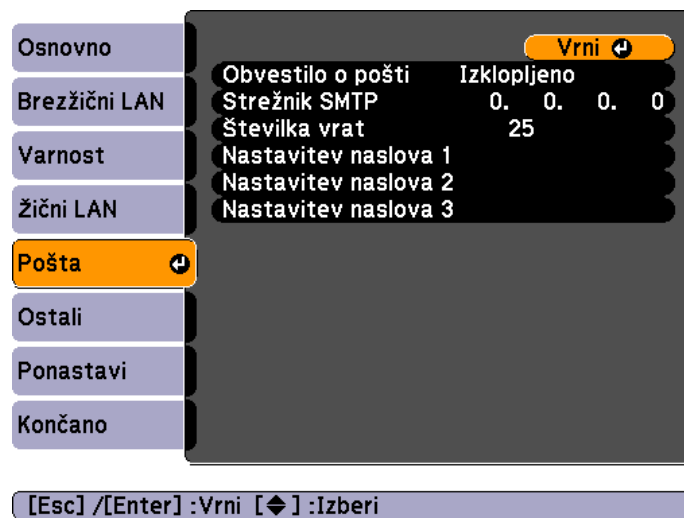 Osnovno
Brezžični LAN
Varnost
Žični LAN
Pošta
Ostali
Ponastavi
Končano
Vrni
Obvestilo o pošti Izklopljeno
Strežnik SMTP 0. 0. 0. 0
Številka vrat 25
Nastavitev naslova 1
Nastavitev naslova 2
Nastavitev naslova 3
[Esc] /[Enter] :Vrni [◆] :Izberi